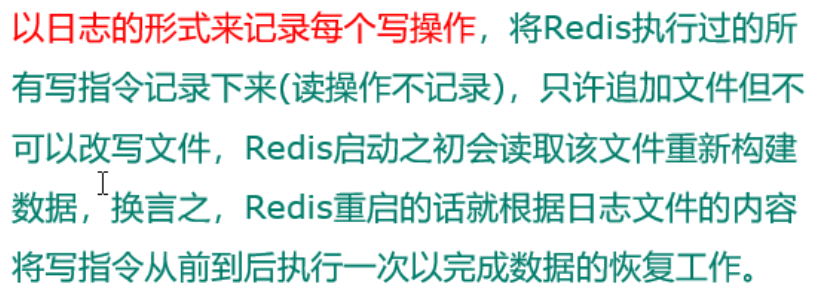 以日志的形式来记录每个写操作，将Redis执行过的所
有写指令记录下来(读操作不记录)，只许追加文件但不
可以改写文件，Redis启动之初会读取该文件重新构建
数据，换言之，Redis重启的话就根据日志文件的内容
将写指令从前到后执行一次以完成数据的恢复工作。